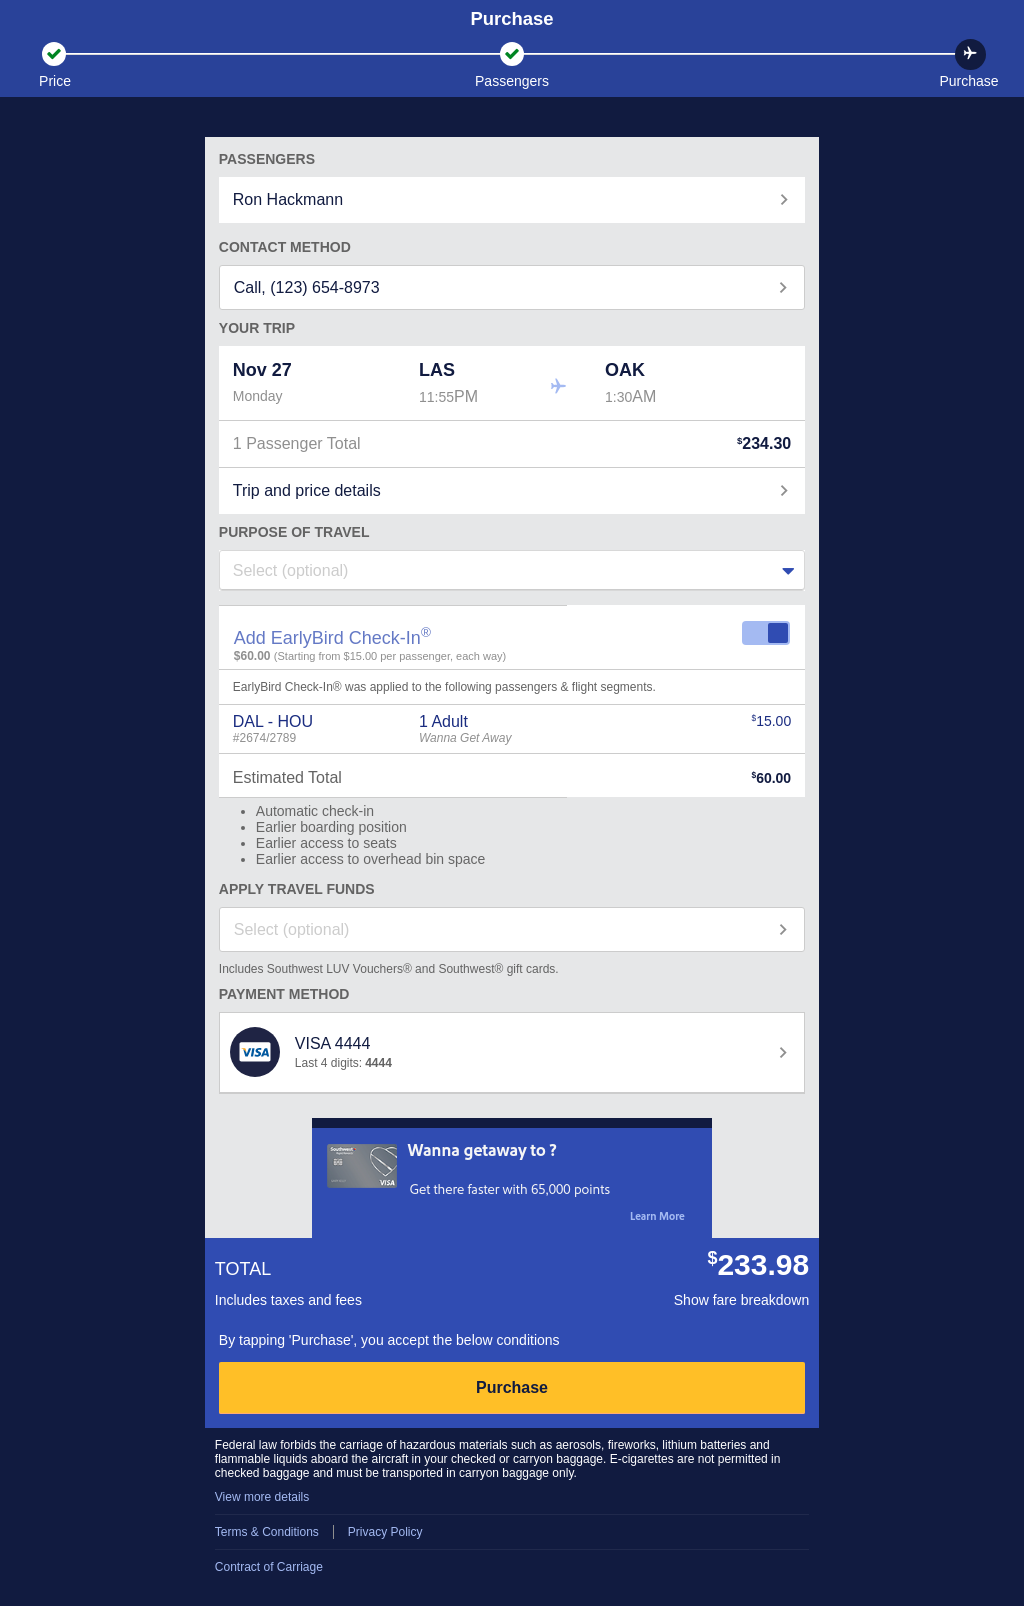 Purchase
Price
Passengers
Purchase
PASSENGERS
Ron Hackmann
CONTACT METHOD
Call, (123) 654-8973
YOUR TRIP
Nov 27 LAS OAK
Monday 11:55PM 1:30AM
1 Passenger Total $234.30
Trip and price details
PURPOSE OF TRAVEL
Select (optional)
Add EarlyBird Check-In®
$60.00 (Starting from $15.00 per passenger, each way)
EarlyBird Check-In® was applied to the following passengers & flight segments.
DAL - HOU 1 Adult $15.00
#2674/2789 Wanna Get Away
Estimated Total $60.00
• Automatic check-in
• Earlier boarding position
• Earlier access to seats
• Earlier access to overhead bin space
APPLY TRAVEL FUNDS
Select (optional)
Includes Southwest LUV Vouchers® and Southwest® gift cards.
PAYMENT METHOD
VISA
VISA 4444
Last 4 digits: 4444
Southwest
VISA
Wanna getaway to ?
Get there faster with 65,000 points
Learn More
TOTAL $233.98
Includes taxes and fees Show fare breakdown
By tapping 'Purchase', you accept the below conditions
Purchase
Federal law forbids the carriage of hazardous materials such as aerosols, fireworks, lithium batteries and
flammable liquids aboard the aircraft in your checked or carryon baggage. E-cigarettes are not permitted in
checked baggage and must be transported in carryon baggage only.
View more details
Terms & Conditions | Privacy Policy
Contract of Carriage